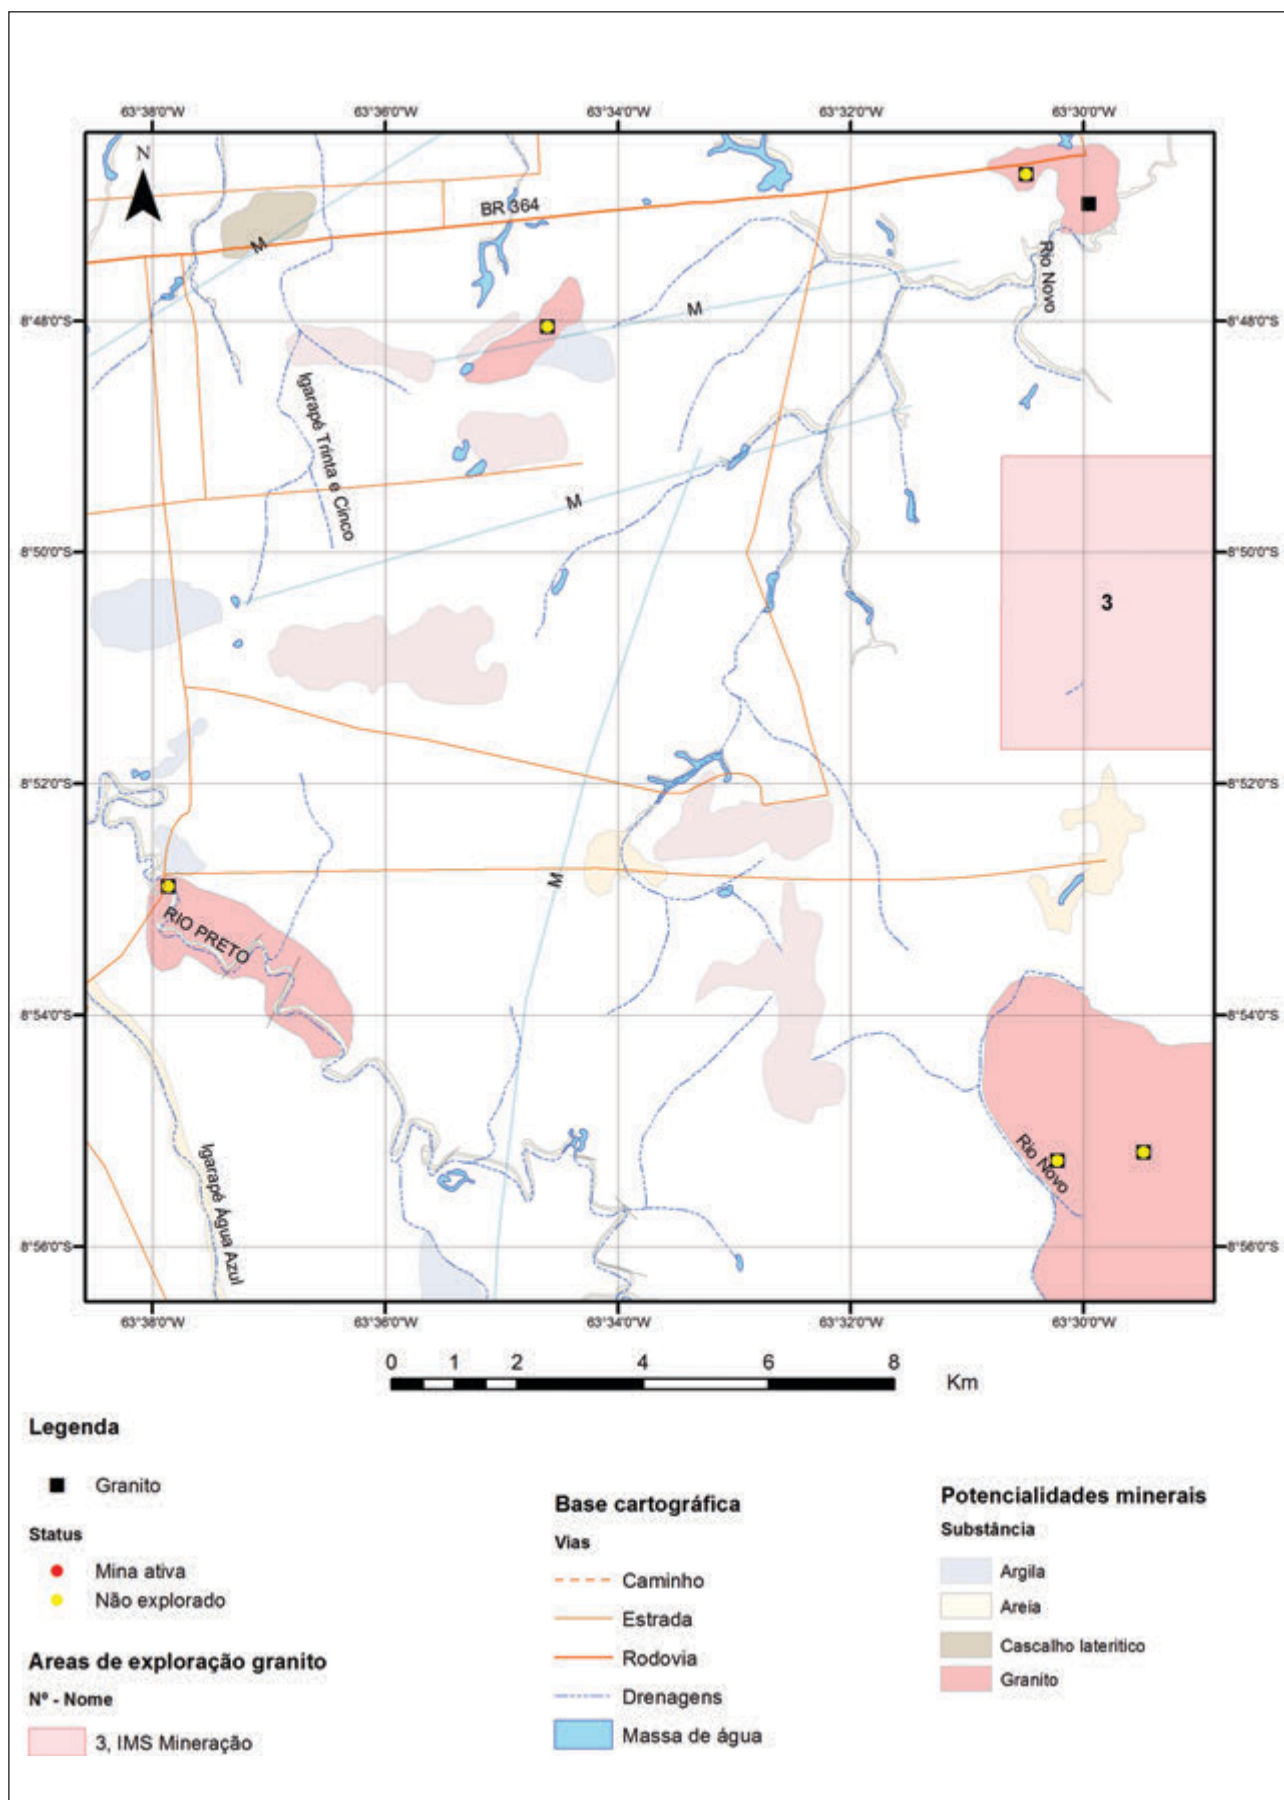 63°38'0"W 63°36'0"W 63°34'0"W 63°32'0"W 63°30'0"W
N
BR 364
M
Rio Novo
M
8°48'0"S 8°48'0"S
Igarapé Trinta e Cinco
M
8°50'0"S 8°50'0"S
3
8°52'0"S 8°52'0"S
M
RIO PRETO
8°54'0"S 8°54'0"S
Rio Novo
Igarapé Água Azul
8°56'0"S 8°56'0"S
63°38'0"W 63°36'0"W 63°34'0"W 63°32'0"W 63°30'0"W
0 1 2 4 6 8
Km
Legenda
Granito
Status
Mina ativa
Não explorado
Areas de exploração granito
Nº - Nome
3, IMS Mineração
Base cartográfica
Vias
Caminho
Estrada
Rodovia
Drenagens
Massa de água
Potencialidades minerais
Substância
Argila
Areia
Cascalho lateritico
Granito